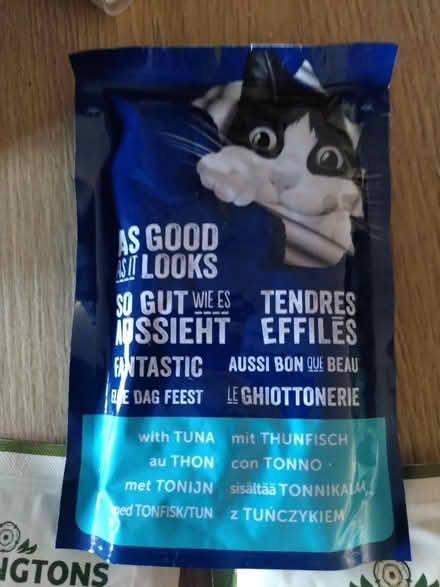 AS GOOD
AS IT LOOKS
SO GUT WIE ES
AUSSIEHT
TENDRES
EFFILÉS
FANTASTIC
ELKE DAG FEEST
AUSSI BON QUE BEAU
LE GHIOTTONERIE
with TUNA
au THON
met TONIJN
med TONFISK/TUN
mit THUNFISCH
con TONNO
sisältää TONNIKALAA
z TUŃCZYKIEM
NGTONS